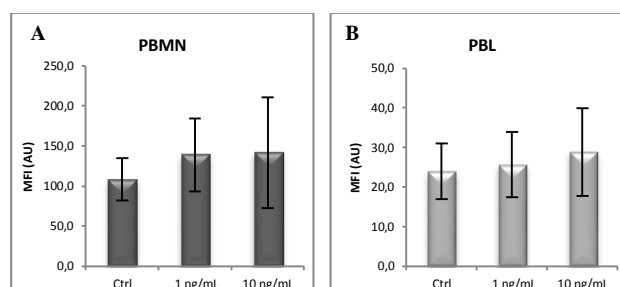 A
PBMN
MFI (AU)
250,0
200,0
150,0
100,0
50,0
0,0
Ctrl
1 ng/mL
10 ng/mL
B
PBL
MFI (AU)
50,0
40,0
30,0
20,0
10,0
0,0
Ctrl
1 ng/mL
10 ng/mL